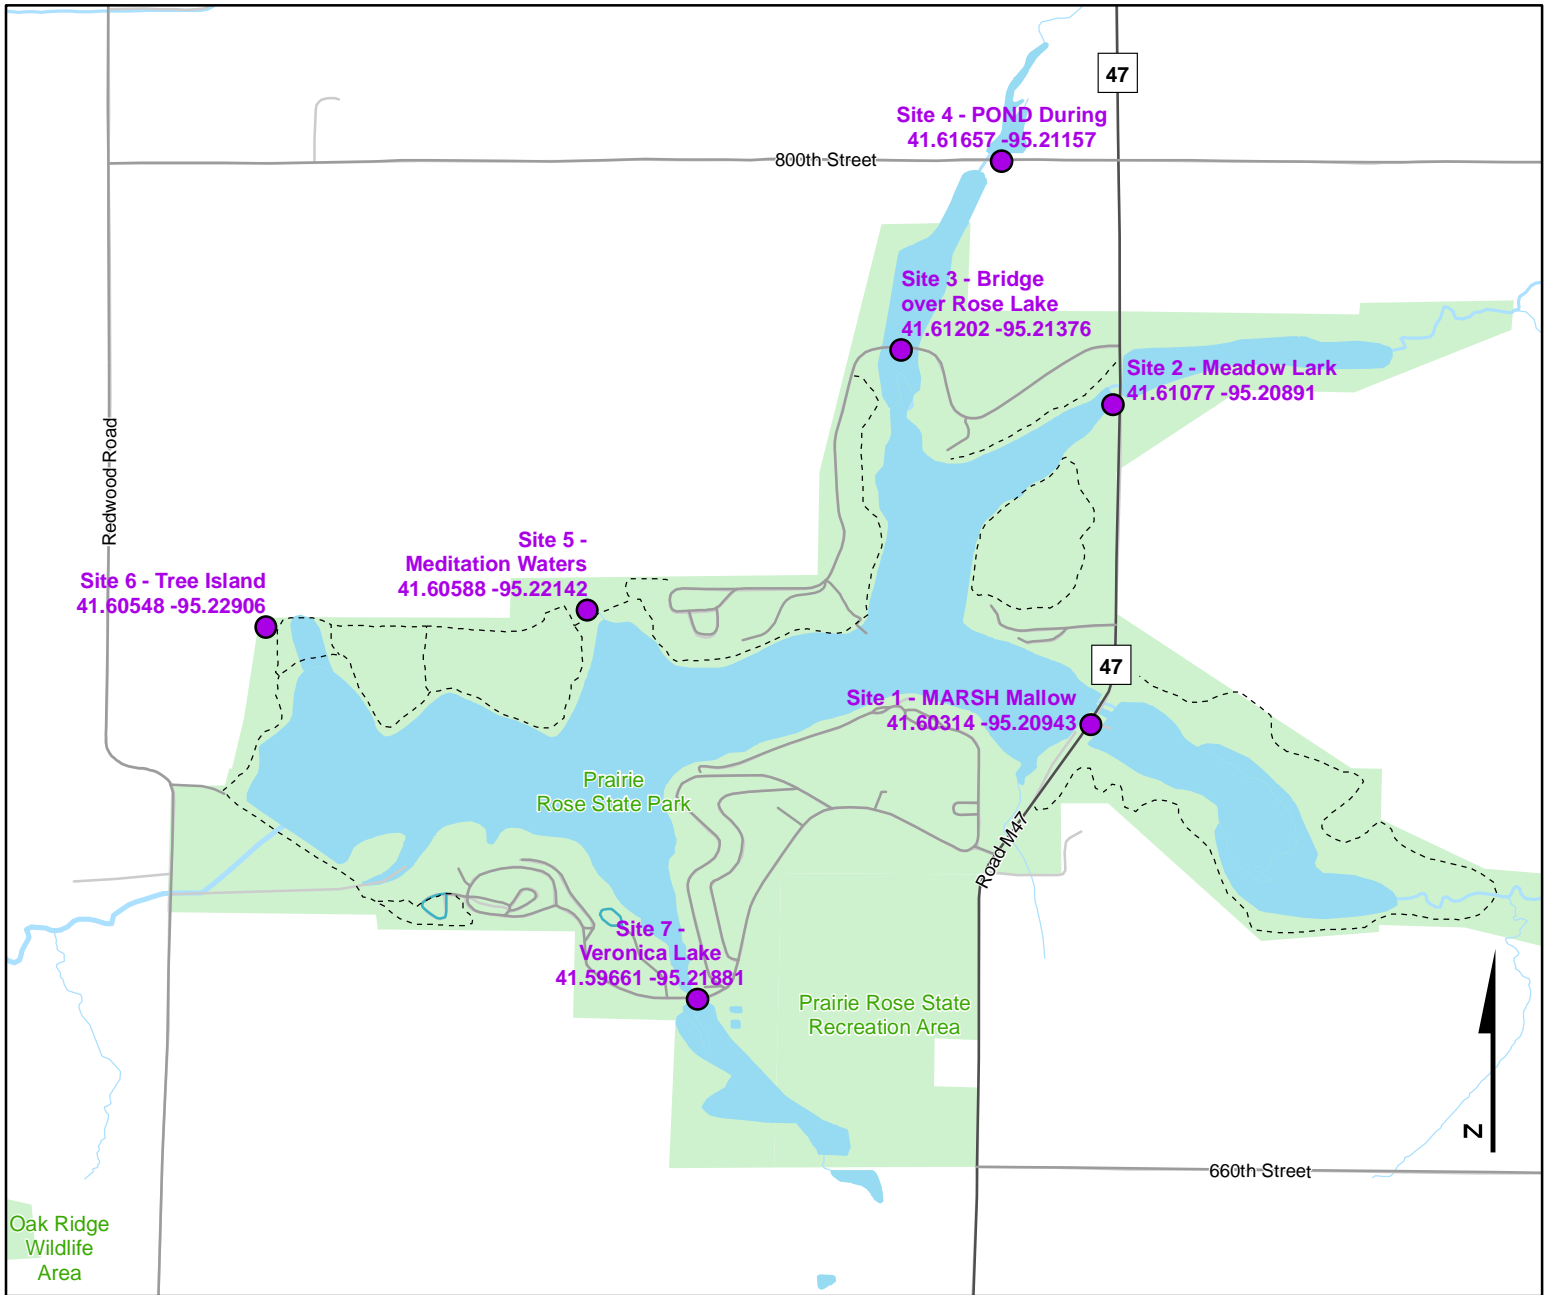 47
Site 4 - POND During
41.61657 -95.21157
800th Street
Site 3 - Bridge
over Rose Lake
41.61202 -95.21376
Site 2 - Meadow Lark
41.61077 -95.20891
Redwood Road
Site 5 -
Meditation Waters
41.60588 -95.22142
Site 6 - Tree Island
41.60548 -95.22906
47
Site 1 - MARSH Mallow
41.60314 -95.20943
Prairie
Rose State Park
Road M47
Site 7 -
Veronica Lake
41.59661 -95.21881
Prairie Rose State
Recreation Area
N
660th Street
Oak Ridge
Wildlife
Area